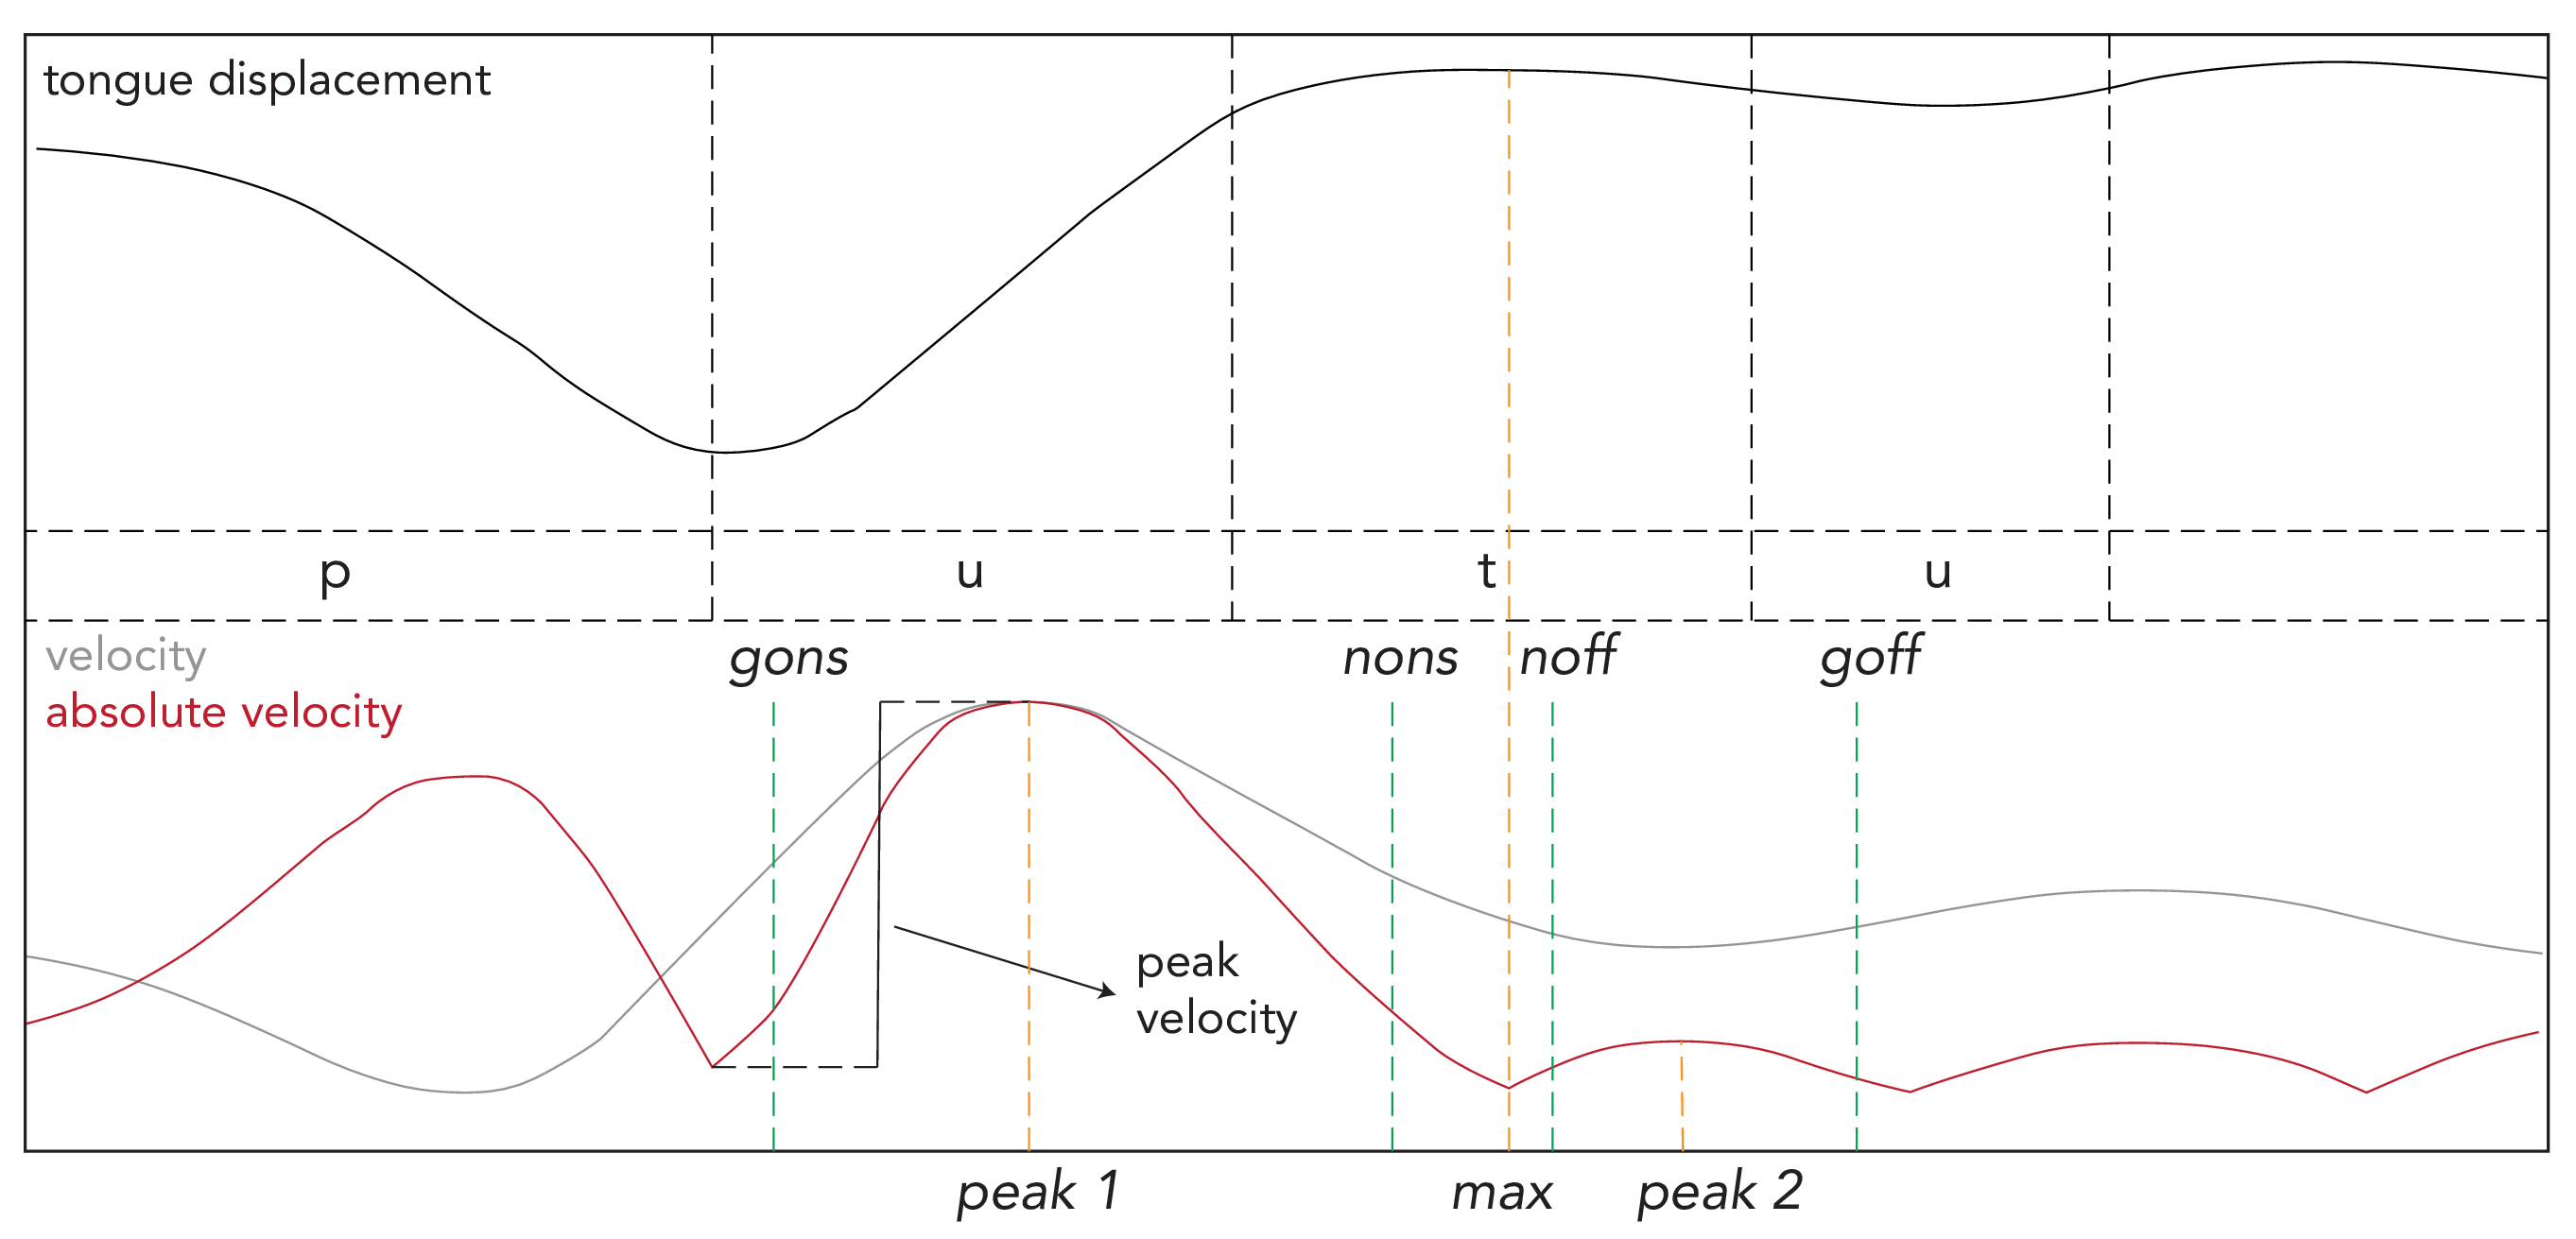 tongue displacement
p u t u
velocity
absolute velocity
gons nons noff goff
peak
velocity
peak 1 max peak 2